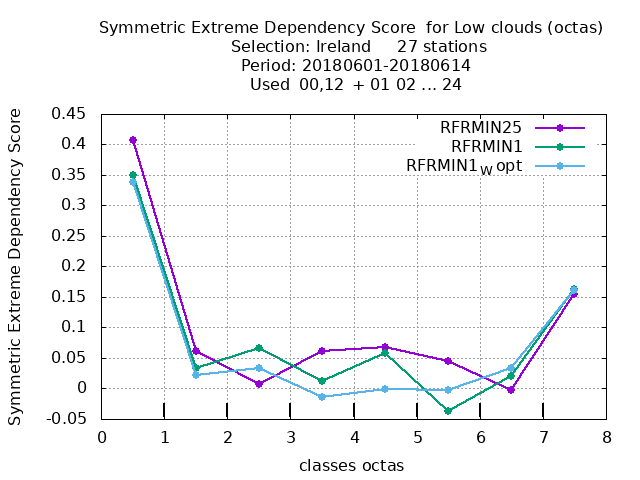 Symmetric Extreme Dependency Score for Low clouds (octas)
Selection: Ireland 27 stations
Period: 20180601-20180614
Used 00,12 + 01 02 ... 24
Symmetric Extreme Dependency Score
0.45
0.4
0.35
0.3
0.25
0.2
0.15
0.1
0.05
0
-0.05
RFRMIN25
RFRMIN1
RFRMIN1W opt
0 1 2 3 4 5 6 7 8
classes octas